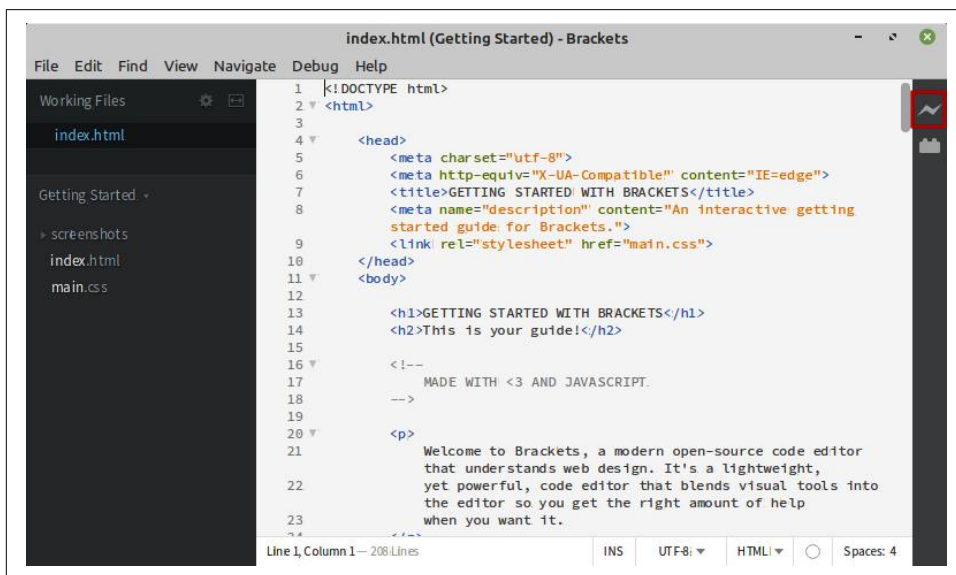 index.html (Getting Started) - Brackets
File Edit Find View Navigate Debug Help
Working Files
index.html
Getting Started
screenshots
index.html
main.css
1 <!DOCTYPE html>
2 <html>
3
4 <head>
5 <meta charset="utf-8">
6 <meta http-equiv="X-UA-Compatible" content="IE=edge">
7 <title>GETTING STARTED WITH BRACKETS</title>
8 <meta name="description" content="An interactive getting
started guide for Brackets.">
9 <link rel="stylesheet" href="main.css">
10 </head>
11 <body>
12
13 <h1>GETTING STARTED WITH BRACKETS</h1>
14 <h2>This is your guide!</h2>
15
16 <!--
17 MADE WITH <3 AND JAVASCRIPT
18 -->
19
20 <p>
21 Welcome to Brackets, a modern open-source code editor
that understands web design. It's a lightweight,
22 yet powerful, code editor that blends visual tools into
the editor so you get the right amount of help
23 when you want it.
Line 1, Column 1 — 208 Lines INS UTF-8 HTML Spaces: 4